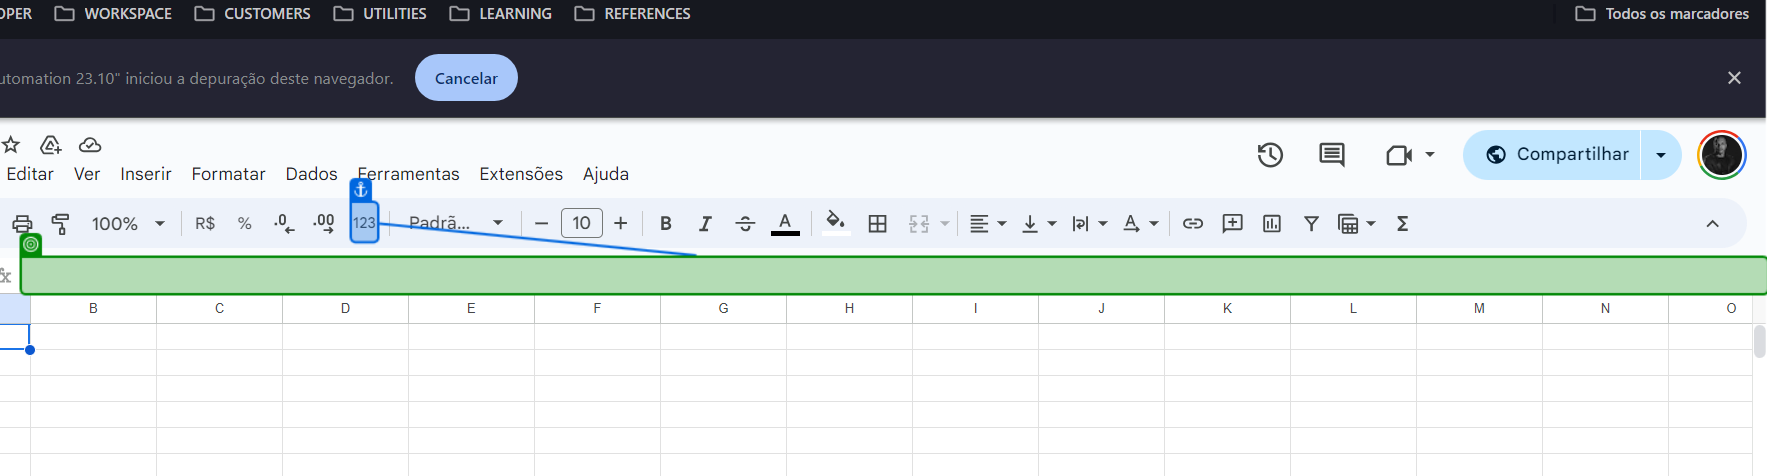 OPER WORKSPACE CUSTOMERS UTILITIES LEARNING REFERENCES Todos os marcadores
utomation 23.10" iniciou a depuração deste navegador. Cancelar
Editar Ver Inserir Formatar Dados Ferramentas Extensões Ajuda Compartilhar
100% R$ % .0 .00 123 Padrã... 10 B I S A A Σ
fx
B C D E F G H I J K L M N O